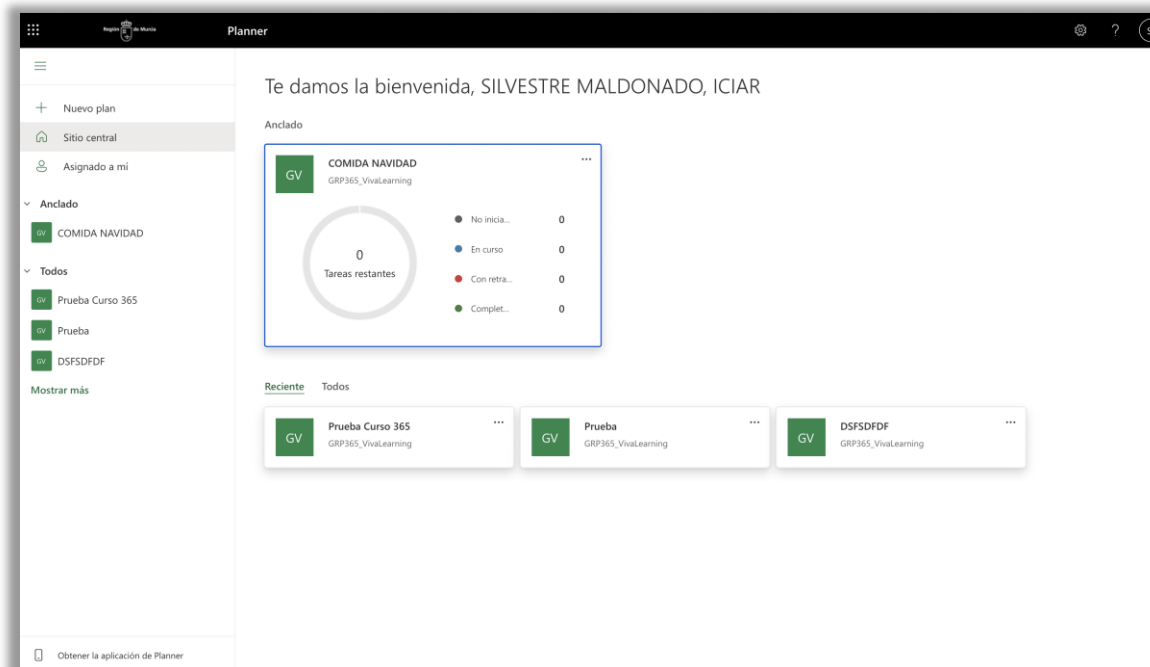 Región de Murcia
Planner
?
S
Nuevo plan
Sitio central
Asignado a mí
Anclado
GV COMIDA NAVIDAD
Todos
GV Prueba Curso 365
GV Prueba
GV DSFSDFDF
Mostrar más
Obtener la aplicación de Planner
Te damos la bienvenida, SILVESTRE MALDONADO, ICIAR
Anclado
GV
COMIDA NAVIDAD
GRP365_VivaLearning
0
Tareas restantes
No inicia... 0
En curso 0
Con retra... 0
Complet... 0
Reciente Todos
GV
Prueba Curso 365
GRP365_VivaLearning
GV
Prueba
GRP365_VivaLearning
GV
DSFSDFDF
GRP365_VivaLearning